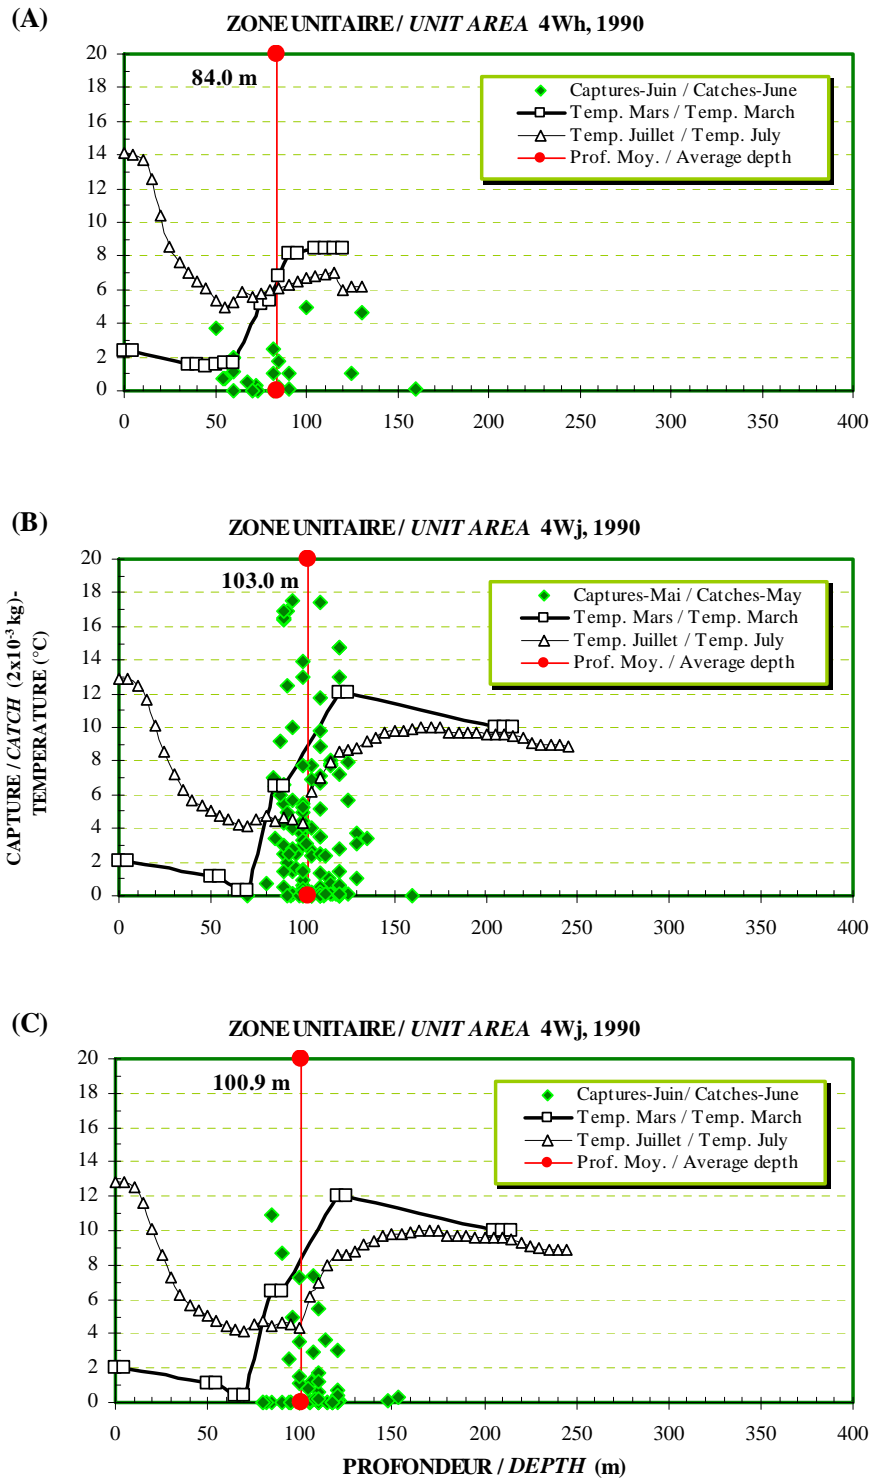 (A)
ZONE UNITAIRE / UNIT AREA 4Wh, 1990
84.0 m
Captures-Juin / Catches-June
Temp. Mars / Temp. March
Temp. Juillet / Temp. July
Prof. Moy. / Average depth
20
18
16
14
12
10
8
6
4
2
0
0 50 100 150 200 250 300 350 400
(B)
ZONE UNITAIRE / UNIT AREA 4Wj, 1990
103.0 m
Captures-Mai / Catches-May
Temp. Mars / Temp. March
Temp. Juillet / Temp. July
Prof. Moy. / Average depth
CAPTURE / CATCH (2x10-3 kg)-
TEMPERATURE (°C)
20
18
16
14
12
10
8
6
4
2
0
0 50 100 150 200 250 300 350 400
(C)
ZONE UNITAIRE / UNIT AREA 4Wj, 1990
100.9 m
Captures-Juin/ Catches-June
Temp. Mars / Temp. March
Temp. Juillet / Temp. July
Prof. Moy. / Average depth
20
18
16
14
12
10
8
6
4
2
0
0 50 100 150 200 250 300 350 400
PROFONDEUR / DEPTH (m)